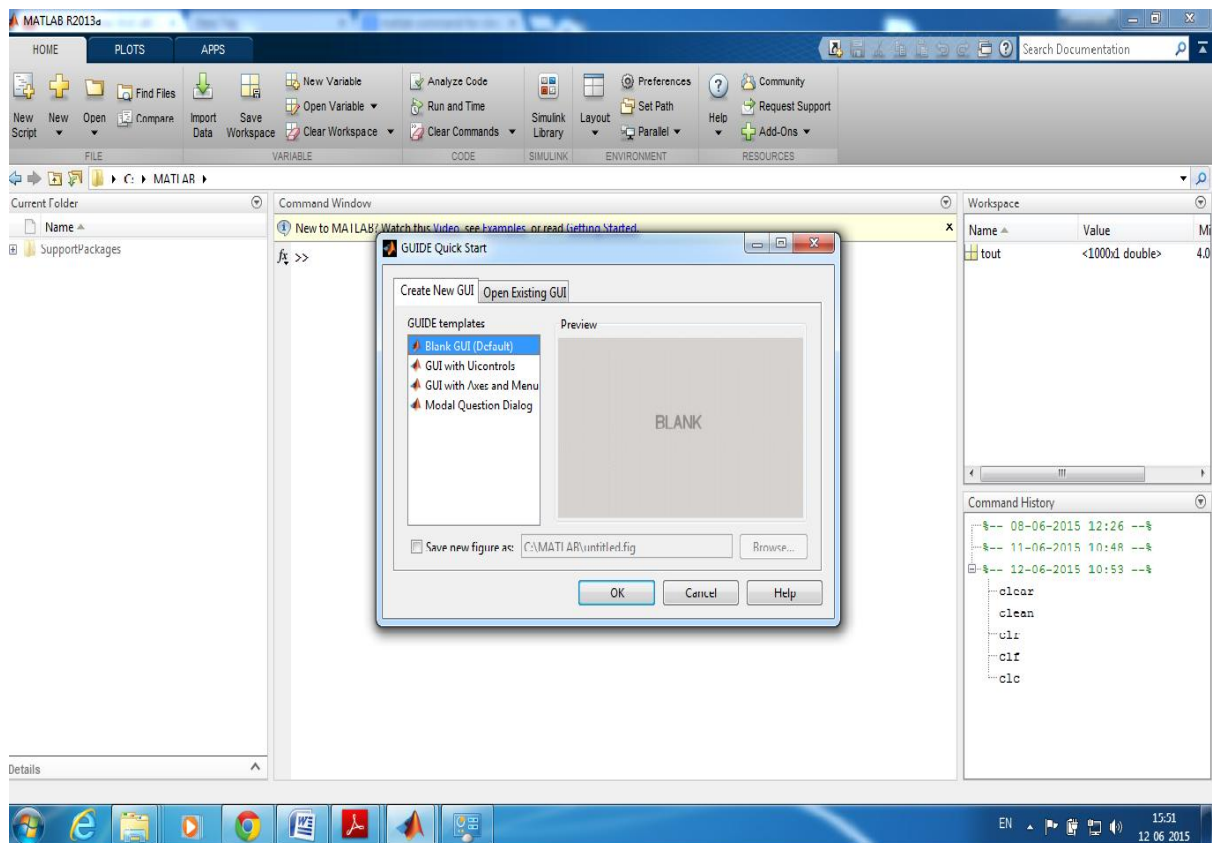 MATLAB R2013a
HOME PLOTS APPS
Search Documentation
New Script
New
Open
Find Files
Compare
Import Data
Save Workspace
New Variable
Open Variable
Clear Workspace
Analyze Code
Run and Time
Clear Commands
Simulink Library
Layout
Preferences
Set Path
Parallel
Help
Community
Request Support
Add-Ons
FILE VARIABLE CODE SIMULINK ENVIRONMENT RESOURCES
C: MATLAB
Current Folder
Name
SupportPackages
Details
Command Window
New to MATLAB? Watch this Video, see Examples, or read Getting Started.
fx >>
GUIDE Quick Start
Create New GUI Open Existing GUI
GUIDE templates
Blank GUI (Default)
GUI with Uicontrols
GUI with Axes and Menu
Modal Question Dialog
Preview
BLANK
Save new figure as: C:\MATLAB\untitled.fig Browse...
OK Cancel Help
Workspace
Name Value Mi
tout <1000x1 double> 4.0
Command History
%-- 08-06-2015 12:26 --%
%-- 11-06-2015 10:48 --%
%-- 12-06-2015 10:53 --%
clear
clean
clr
clf
clc
EN
15:51
12 06 2015